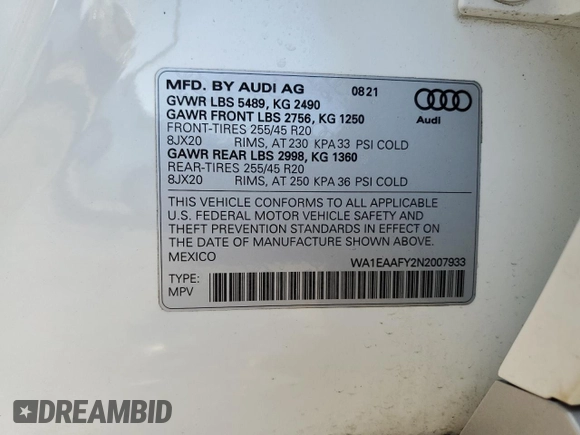 MFD. BY AUDI AG 08 21
GVWR LBS 5489, KG 2490
GAWR FRONT LBS 2756, KG 1250
FRONT-TIRES 255/45 R20
8JX20 RIMS, AT 230 KPA 33 PSI COLD
GAWR REAR LBS 2998, KG 1360
REAR-TIRES 255/45 R20
8JX20 RIMS, AT 250 KPA 36 PSI COLD
Audi
THIS VEHICLE CONFORMS TO ALL APPLICABLE
U.S. FEDERAL MOTOR VEHICLE SAFETY AND
THEFT PREVENTION STANDARDS IN EFFECT ON
THE DATE OF MANUFACTURE SHOWN ABOVE.
MEXICO WA1EAAFY2N2007933
TYPE:
MPV
DREAMBID